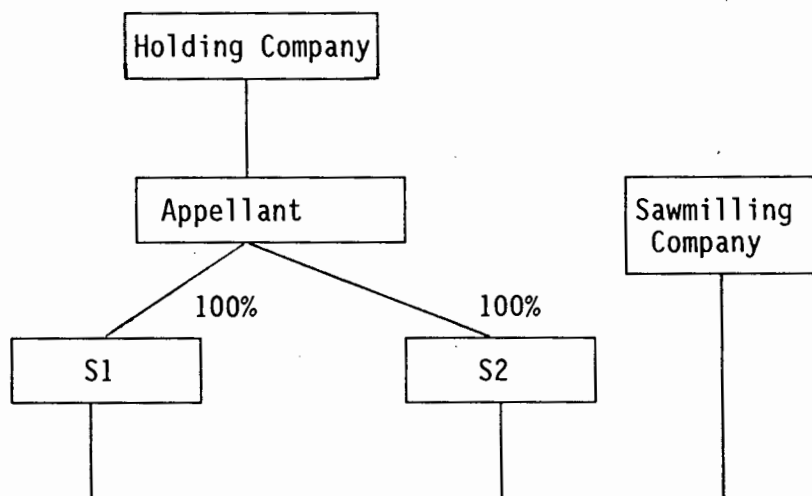 Holding Company
Appellant
Sawmilling
Company
100%
100%
S1
S2